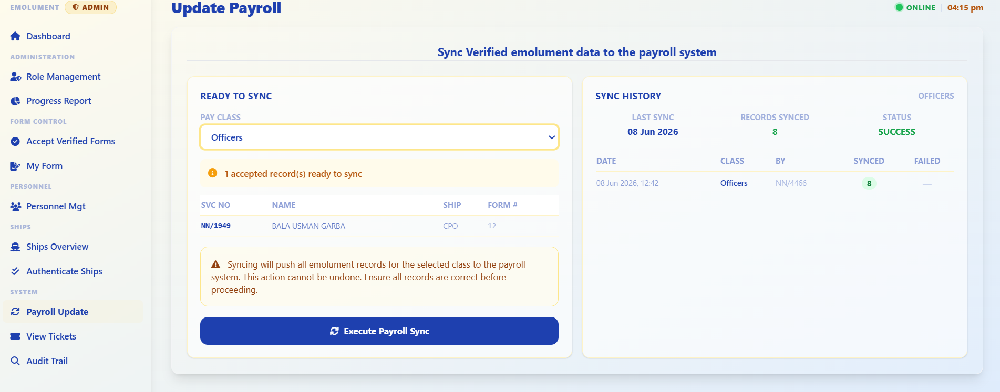 EMOLUMENT ADMIN
Dashboard
ADMINISTRATION
Role Management
Progress Report
FORM CONTROL
Accept Verified Forms
My Form
PERSONNEL
Personnel Mgt
SHIPS
Ships Overview
Authenticate Ships
SYSTEM
Payroll Update
View Tickets
Audit Trail
Update Payroll
ONLINE 04:15 pm
Sync Verified emolument data to the payroll system
READY TO SYNC
PAY CLASS
Officers
1 accepted record(s) ready to sync
SVC NO NAME SHIP FORM #
NN/1949 BALA USMAN GARBA CPO 12
Syncing will push all emolument records for the selected class to the payroll
system. This action cannot be undone. Ensure all records are correct before
proceeding.
Execute Payroll Sync
SYNC HISTORY OFFICERS
LAST SYNC RECORDS SYNCED STATUS
08 Jun 2026 8 SUCCESS
DATE CLASS BY SYNCED FAILED
08 Jun 2026, 12:42 Officers NN/4466 8 —